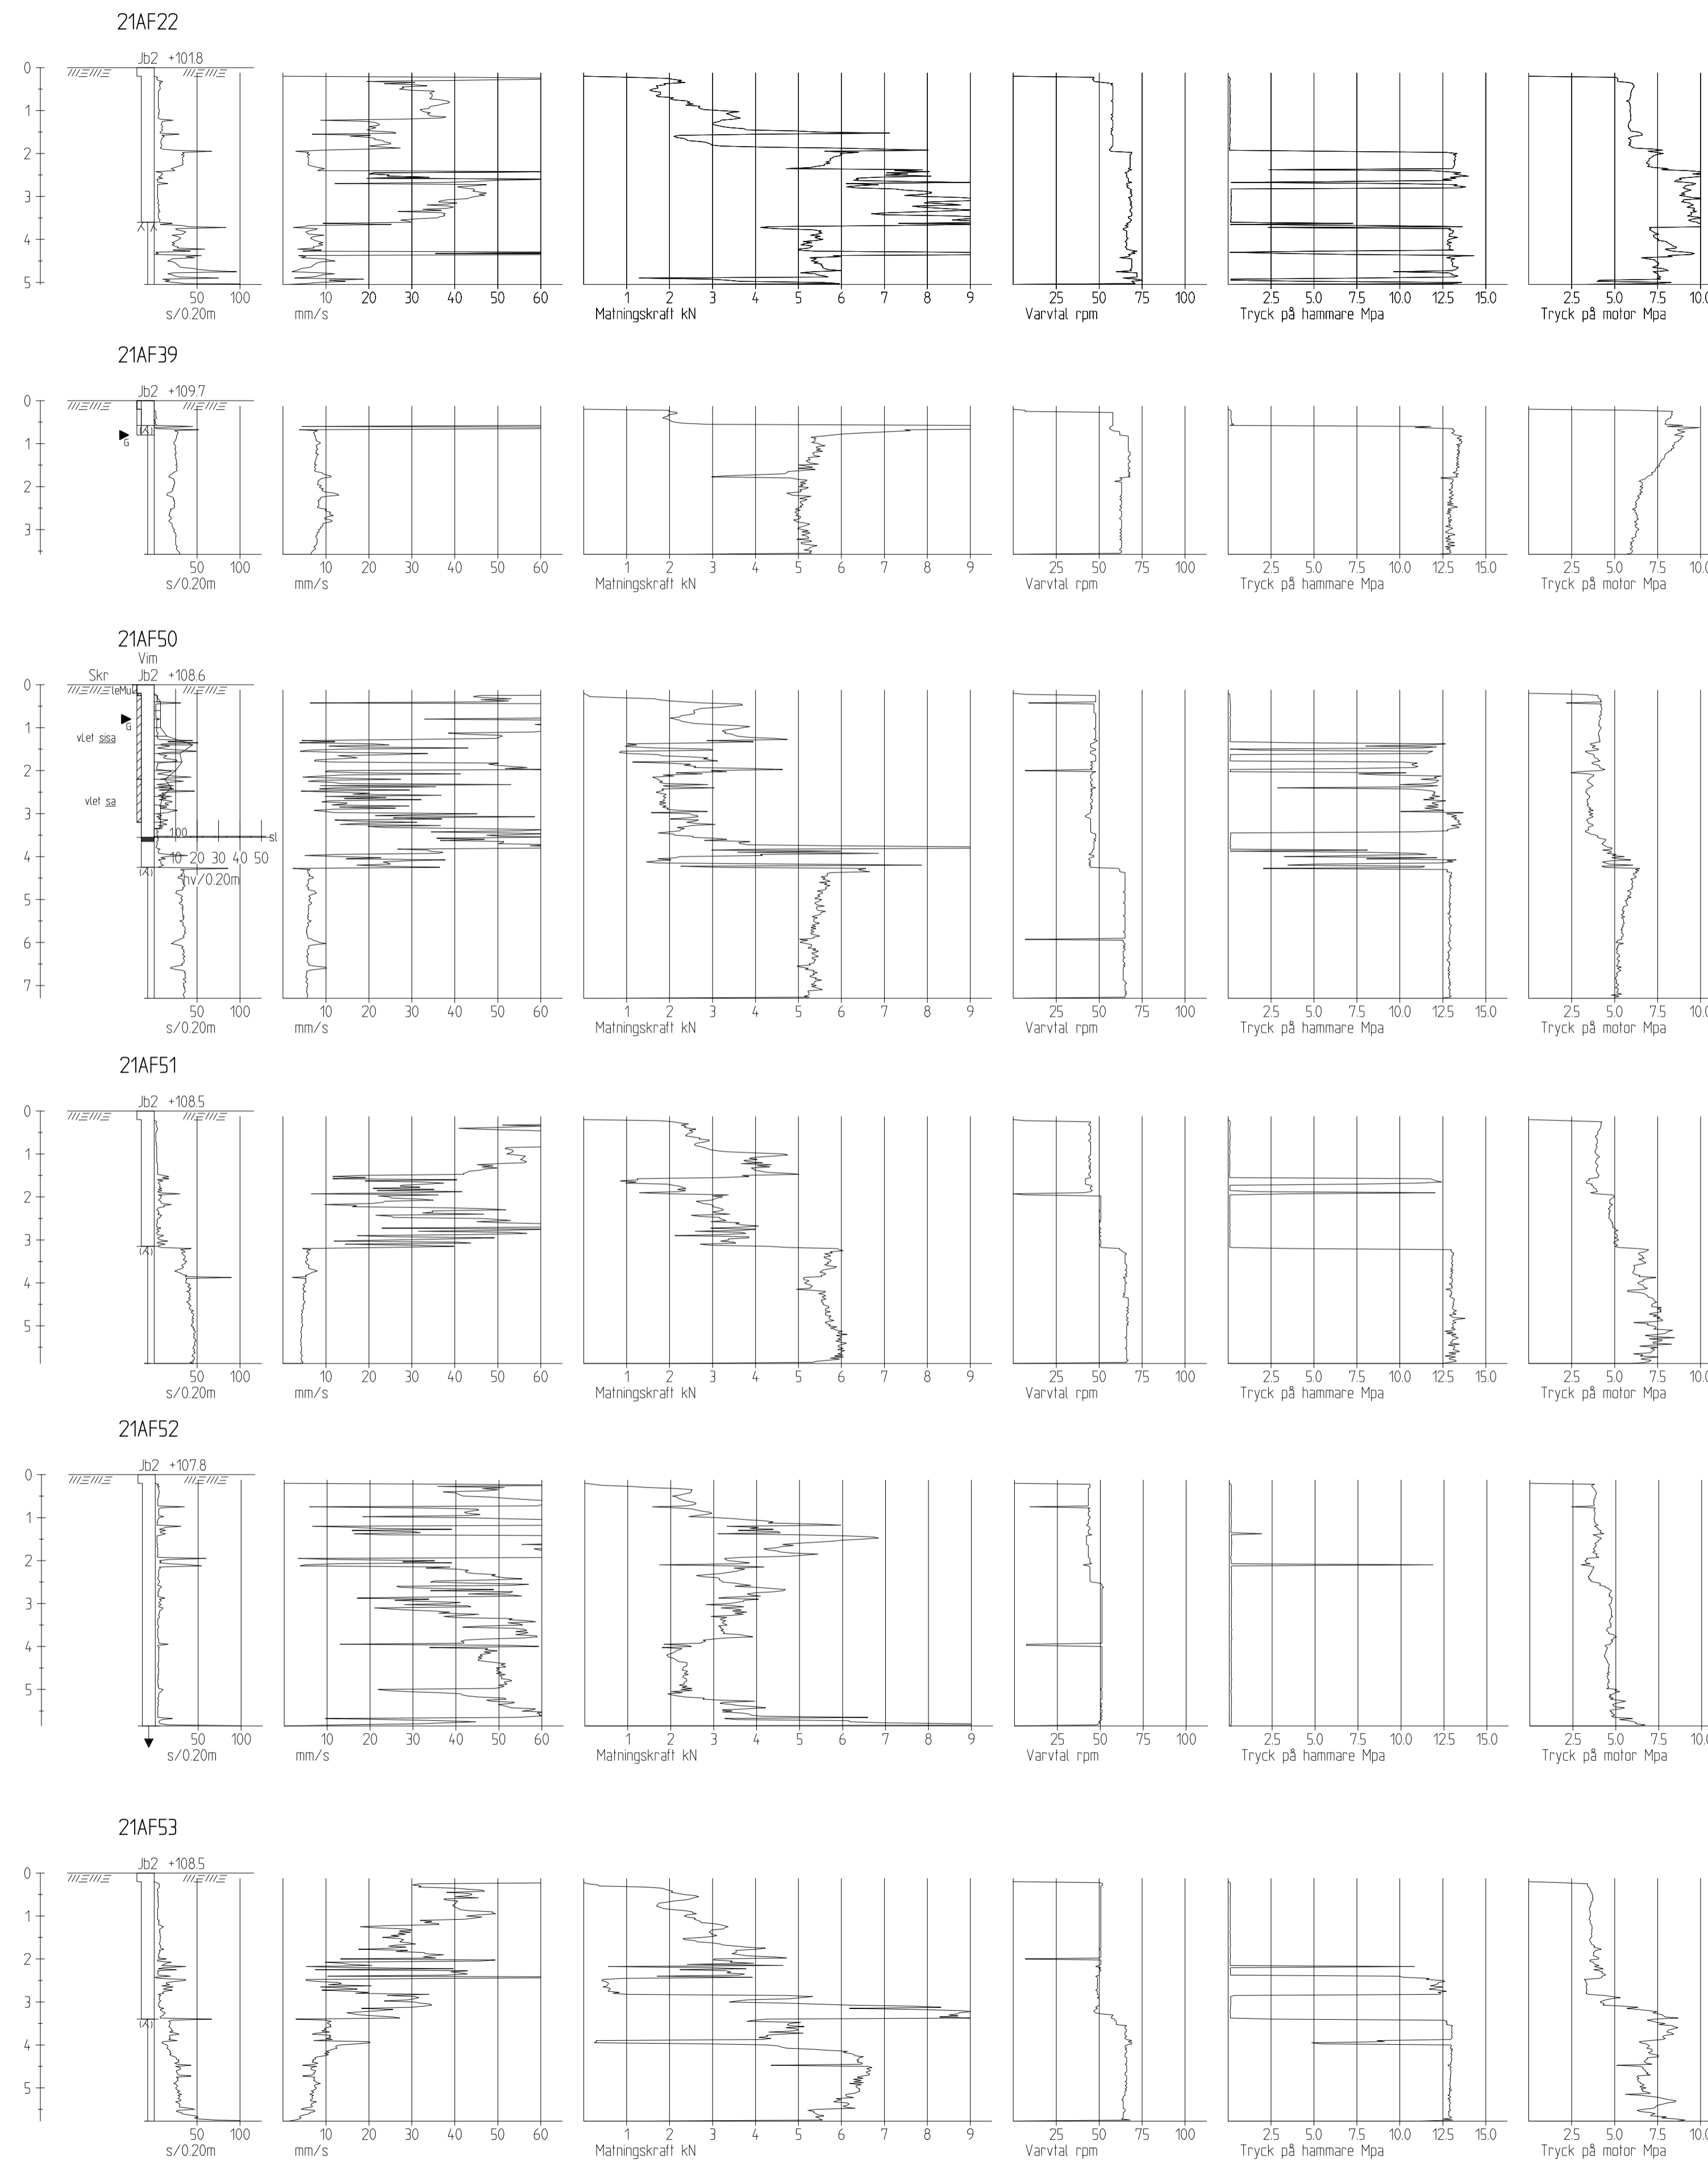 21AF22
Jb2 +101.8
0
1
2
3
4
5
50 100
s/0.20m
10 20 30 40 50 60
mm/s
1 2 3 4 5 6 7 8 9
Matningskraft kN
25 50 75 100
Varvtal rpm
2.5 5.0 7.5 10.0 12.5 15.0
Tryck på hammare Mpa
2.5 5.0 7.5 10.0
Tryck på motor Mpa
21AF39
Jb2 +109.7
0
1
2
3
G
50 100
s/0.20m
10 20 30 40 50 60
mm/s
1 2 3 4 5 6 7 8 9
Matningskraft kN
25 50 75 100
Varvtal rpm
2.5 5.0 7.5 10.0 12.5 15.0
Tryck på hammare Mpa
2.5 5.0 7.5 10.0
Tryck på motor Mpa
21AF50
Vim
Skr Jb2 +108.6
leMu
0
1
2
3
4
5
6
7
G
vLet sisa
vlet sa
100 sl
10 20 30 40 50
hv/0.20m
50 100
s/0.20m
10 20 30 40 50 60
mm/s
1 2 3 4 5 6 7 8 9
Matningskraft kN
25 50 75 100
Varvtal rpm
2.5 5.0 7.5 10.0 12.5 15.0
Tryck på hammare Mpa
2.5 5.0 7.5 10.0
Tryck på motor Mpa
21AF51
Jb2 +108.5
0
1
2
3
4
5
50 100
s/0.20m
10 20 30 40 50 60
mm/s
1 2 3 4 5 6 7 8 9
Matningskraft kN
25 50 75 100
Varvtal rpm
2.5 5.0 7.5 10.0 12.5 15.0
Tryck på hammare Mpa
2.5 5.0 7.5 10.0
Tryck på motor Mpa
21AF52
Jb2 +107.8
0
1
2
3
4
5
50 100
s/0.20m
10 20 30 40 50 60
mm/s
1 2 3 4 5 6 7 8 9
Matningskraft kN
25 50 75 100
Varvtal rpm
2.5 5.0 7.5 10.0 12.5 15.0
Tryck på hammare Mpa
2.5 5.0 7.5 10.0
Tryck på motor Mpa
21AF53
Jb2 +108.5
0
1
2
3
4
5
50 100
s/0.20m
10 20 30 40 50 60
mm/s
1 2 3 4 5 6 7 8 9
Matningskraft kN
25 50 75 100
Varvtal rpm
2.5 5.0 7.5 10.0 12.5 15.0
Tryck på hammare Mpa
2.5 5.0 7.5 10.0
Tryck på motor Mpa